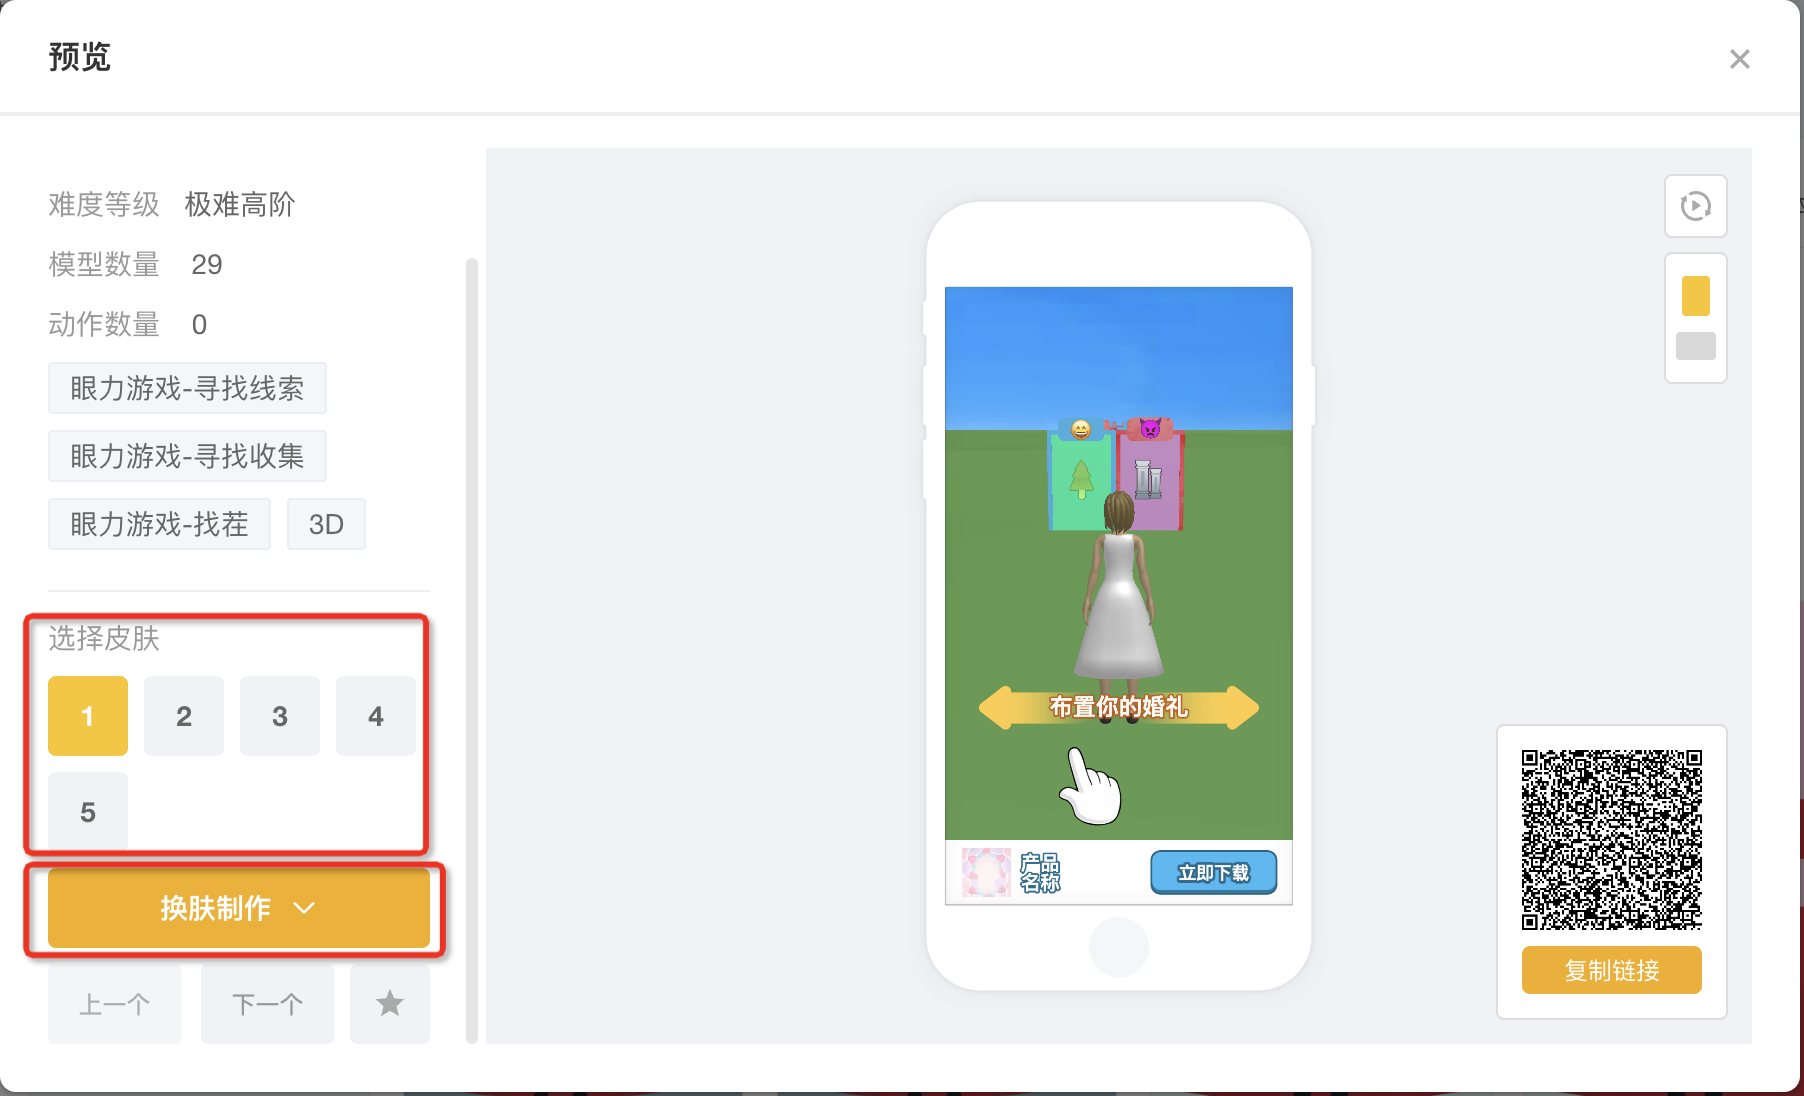 预览
难度等级 极难高阶
模型数量 29
动作数量 0
眼力游戏-寻找线索
眼力游戏-寻找收集
眼力游戏-找茬 3D
选择皮肤
1 2 3 4
5
换肤制作
上一个 下一个
布置你的婚礼
产品
名称
立即下载
复制链接